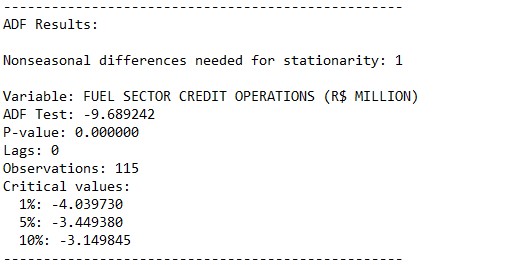 --------------------------------------------------
ADF Results:
Nonseasonal differences needed for stationarity: 1
Variable: FUEL SECTOR CREDIT OPERATIONS (R$ MILLION)
ADF Test: -9.689242
P-value: 0.000000
Lags: 0
Observations: 115
Critical values:
  1%: -4.039730
  5%: -3.449380
  10%: -3.149845
--------------------------------------------------